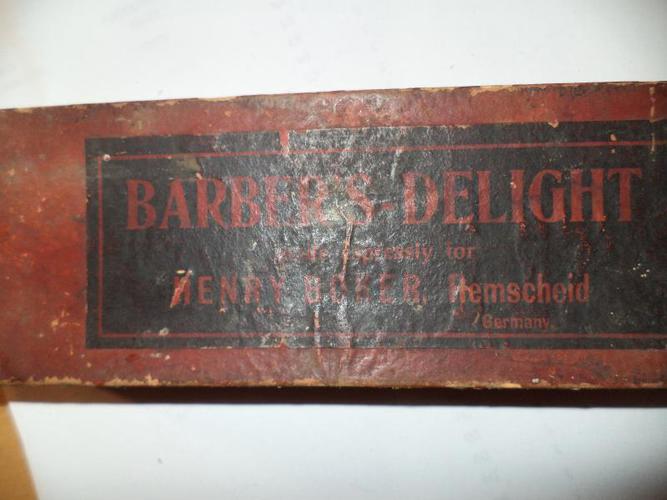 BARBER'S-DELIGHT
made expressly for
HENRY BOKER, Remscheid
Germany.